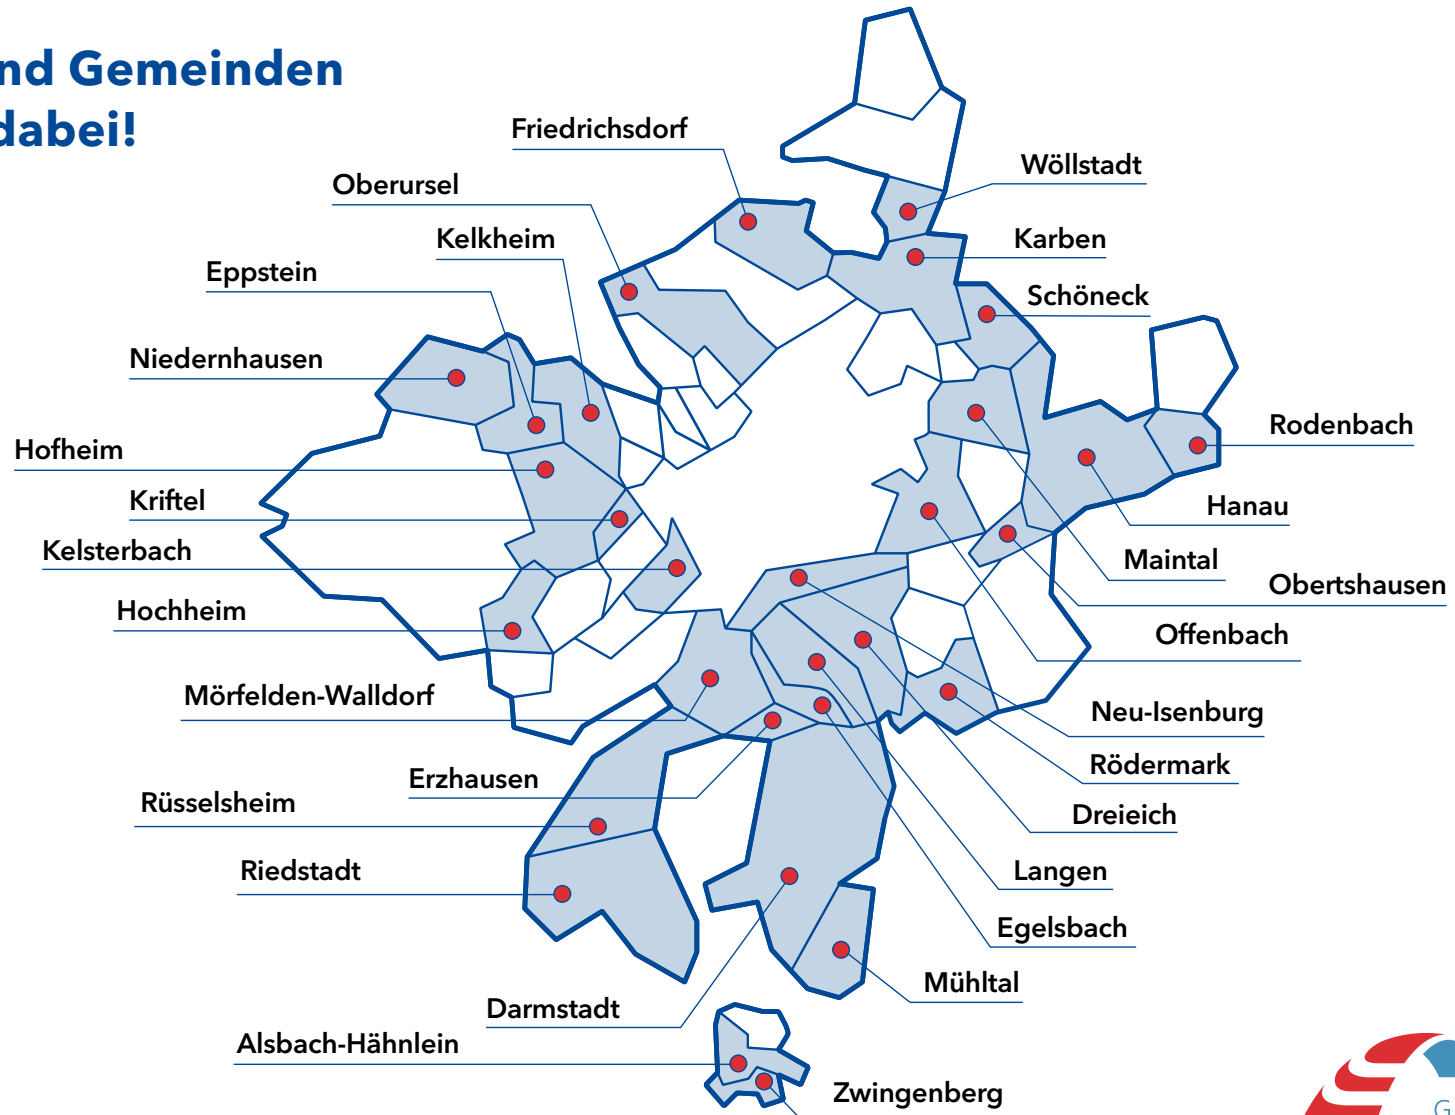 nd Gemeinden
dabei!
Friedrichsdorf
Wöllstadt
Oberursel
Kelkheim
Karben
Eppstein
Schöneck
Niedernhausen
Rodenbach
Hofheim
Kriftel
Hanau
Kelsterbach
Maintal
Obertshausen
Hochheim
Offenbach
Mörfelden-Walldorf
Neu-Isenburg
Rödermark
Erzhausen
Rüsselsheim
Dreieich
Riedstadt
Langen
Egelsbach
Mühltal
Darmstadt
Alsbach-Hähnlein
Zwingenberg
G